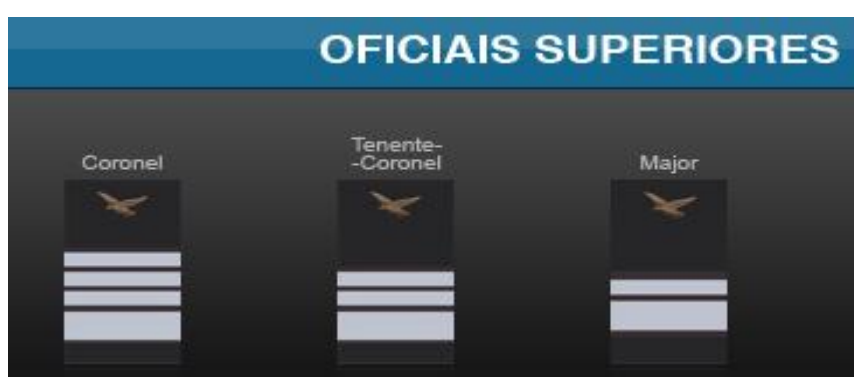 OFICIAIS SUPERIORES
Coronel
Tenente-
-Coronel
Major